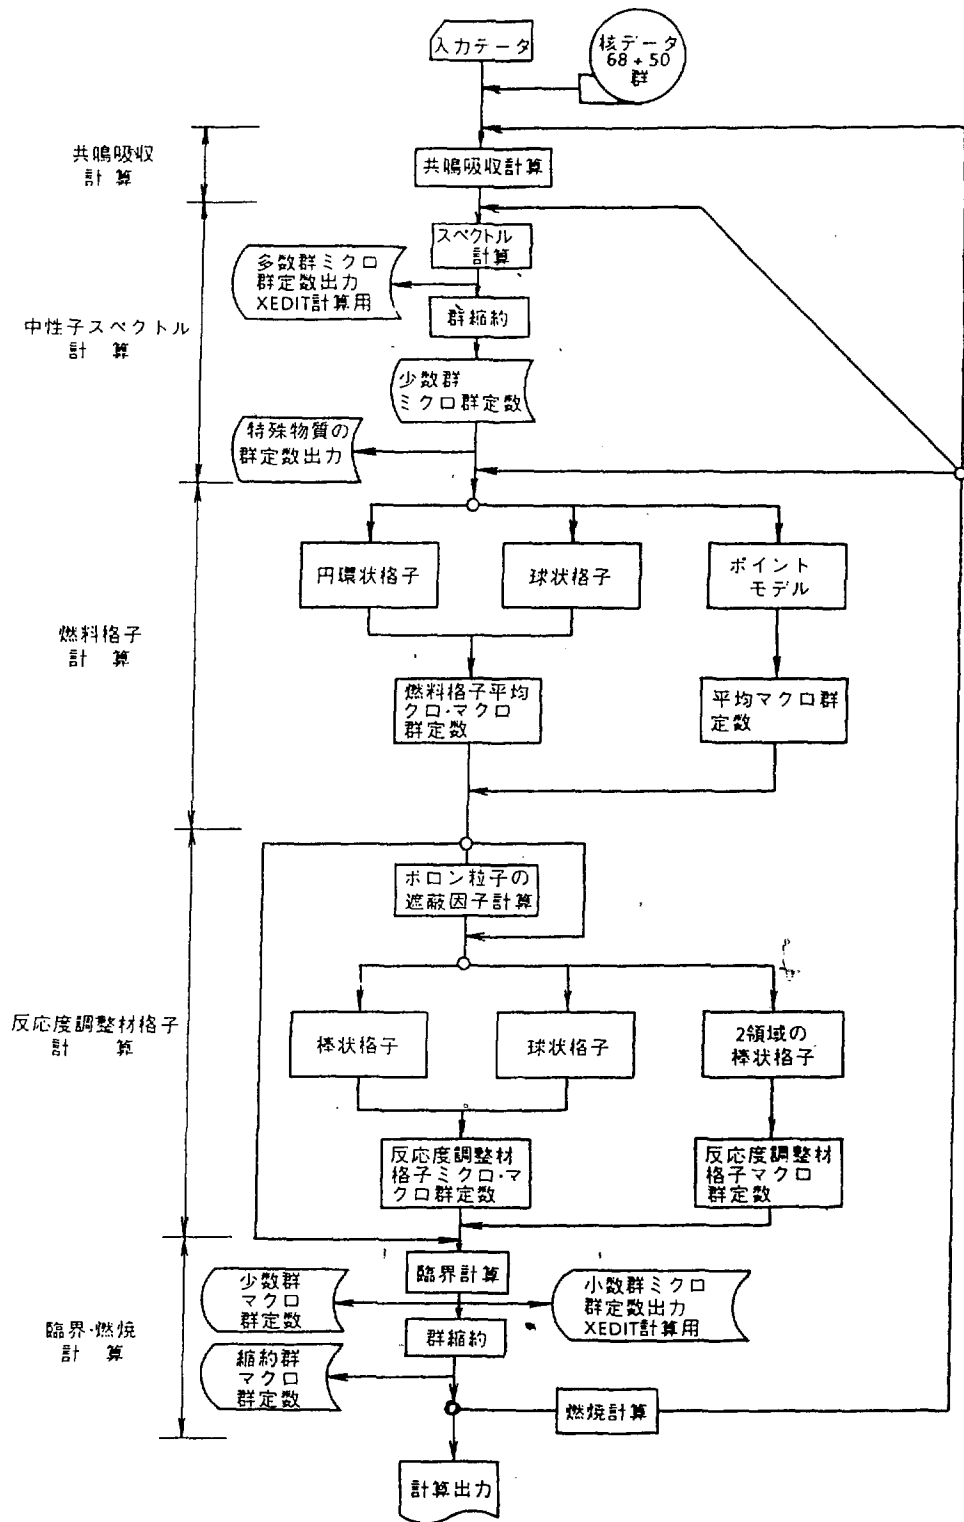 入力データ
核データ
68+50
群
共鳴吸収
計算
共鳴吸収計算
スペクトル
計算
多数群ミクロ
群定数出力
XEDIT計算用
群縮約
中性子スペクトル
計算
少数群
ミクロ群定数
特殊物質の
群定数出力
円環状格子
球状格子
ポイント
モデル
燃料格子
計算
燃料格子平均
クロ・マクロ
群定数
平均マクロ群
定数
ボロン粒子の
遮蔽因子計算
反応度調整材格子
計算
棒状格子
球状格子
2領域の
棒状格子
反応度調整材
格子ミクロ・マ
クロ群定数
反応度調整材
格子マクロ
群定数
臨界計算
少数群
マクロ
群定数
小数群ミクロ
群定数出力
XEDIT計算用
臨界・燃焼
計算
群縮約
縮約群
マクロ
群定数
燃焼計算
計算出力